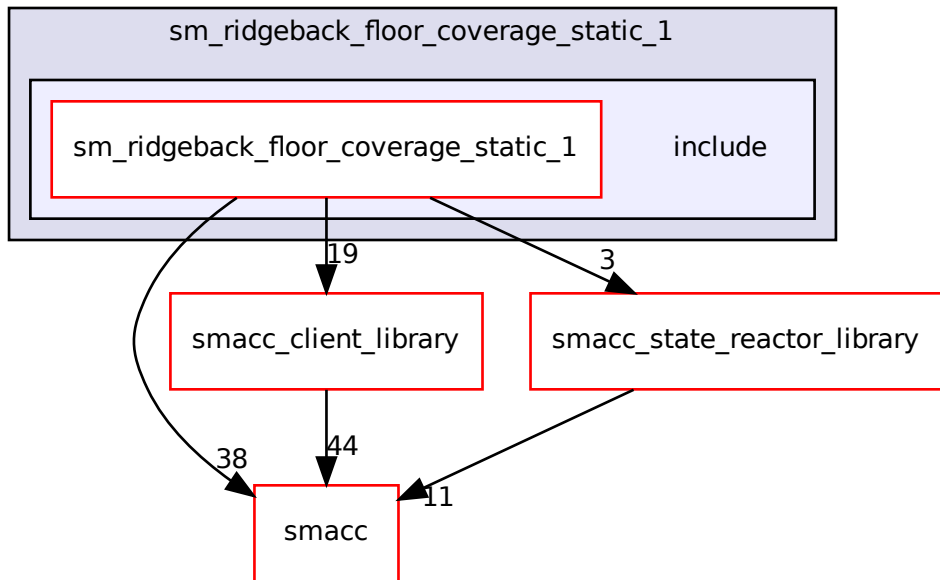 sm_ridgeback_floor_coverage_static_1
sm_ridgeback_floor_coverage_static_1
include
19
3
smacc_client_library
smacc_state_reactor_library
38
44
11
smacc